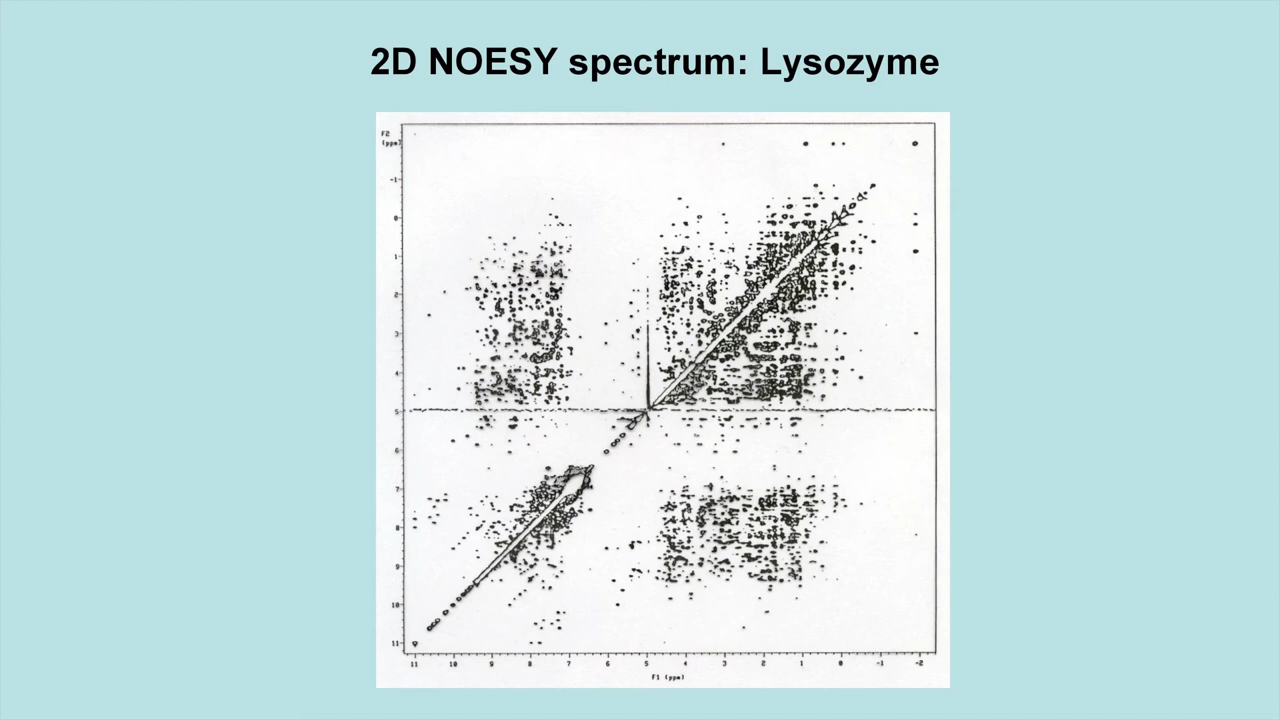 2D NOESY spectrum: Lysozyme
F2
(ppm)
-1
0
1
2
3
4
5
6
7
8
9
10
11
11 10 9 8 7 6 5 4 3 2 1 0 -1 -2
F1 (ppm)